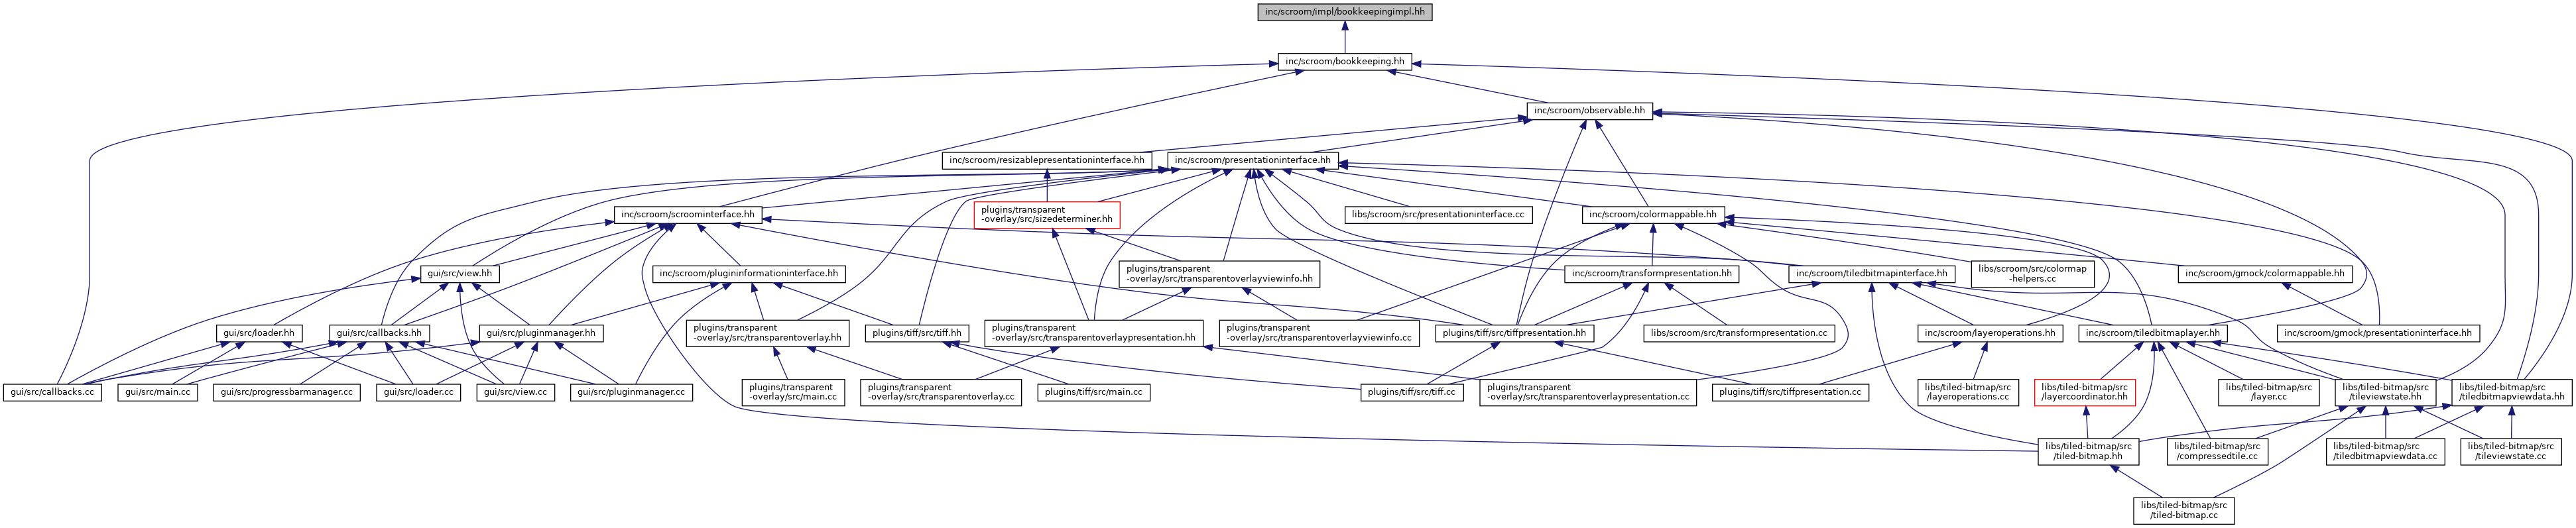 inc/scroom/impl/bookkeepingimpl.hh
inc/scroom/bookkeeping.hh
inc/scroom/observable.hh
inc/scroom/resizablepresentationinterface.hh
inc/scroom/presentationinterface.hh
inc/scroom/scroominterface.hh
plugins/transparent
-overlay/src/sizedeterminer.hh
libs/scroom/src/presentationinterface.cc
inc/scroom/colormappable.hh
gui/src/view.hh
inc/scroom/plugininformationinterface.hh
plugins/transparent
-overlay/src/transparentoverlayviewinfo.hh
inc/scroom/transformpresentation.hh
inc/scroom/tiledbitmapinterface.hh
libs/scroom/src/colormap
-helpers.cc
inc/scroom/gmock/colormappable.hh
gui/src/loader.hh
gui/src/callbacks.hh
gui/src/pluginmanager.hh
plugins/transparent
-overlay/src/transparentoverlay.hh
plugins/tiff/src/tiff.hh
plugins/transparent
-overlay/src/transparentoverlaypresentation.hh
plugins/transparent
-overlay/src/transparentoverlayviewinfo.cc
plugins/tiff/src/tiffpresentation.hh
libs/scroom/src/transformpresentation.cc
inc/scroom/layeroperations.hh
inc/scroom/tiledbitmaplayer.hh
inc/scroom/gmock/presentationinterface.hh
gui/src/callbacks.cc
gui/src/main.cc
gui/src/progressbarmanager.cc
gui/src/loader.cc
gui/src/view.cc
gui/src/pluginmanager.cc
plugins/transparent
-overlay/src/main.cc
plugins/transparent
-overlay/src/transparentoverlay.cc
plugins/tiff/src/main.cc
plugins/tiff/src/tiff.cc
plugins/transparent
-overlay/src/transparentoverlaypresentation.cc
plugins/tiff/src/tiffpresentation.cc
libs/tiled-bitmap/src
/layeroperations.cc
libs/tiled-bitmap/src
/layercoordinator.hh
libs/tiled-bitmap/src
/layer.cc
libs/tiled-bitmap/src
/tileviewstate.hh
libs/tiled-bitmap/src
/tiledbitmapviewdata.hh
libs/tiled-bitmap/src
/tiled-bitmap.hh
libs/tiled-bitmap/src
/compressedtile.cc
libs/tiled-bitmap/src
/tiledbitmapviewdata.cc
libs/tiled-bitmap/src
/tileviewstate.cc
libs/tiled-bitmap/src
/tiled-bitmap.cc